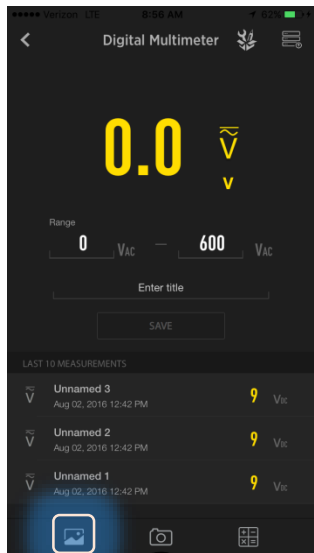 Verizon LTE 8:56 AM 62%
Digital Multimeter
0.0 V
V
Range
0 VAC — 600 VAC
Enter title
SAVE
LAST 10 MEASUREMENTS
V Unnamed 3 9 VDC
Aug 02, 2016 12:42 PM
V Unnamed 2 9 VDC
Aug 02, 2016 12:42 PM
V Unnamed 1 9 VDC
Aug 02, 2016 12:42 PM